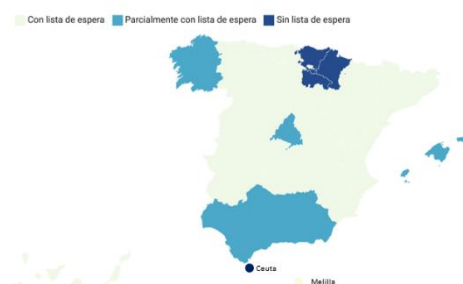 Con lista de espera Parcialmente con lista de espera Sin lista de espera
Ceuta
Melilla